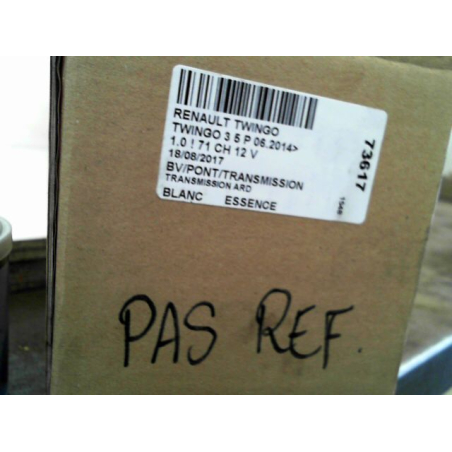 RENAULT TWINGO
TWINGO 3 5 P 06.2014>
1.0 ! 71 CH 12 V
18/08/2017
BV/PONT/TRANSMISSION
TRANSMISSION ARD
BLANC ESSENCE
73617
PAS REF.